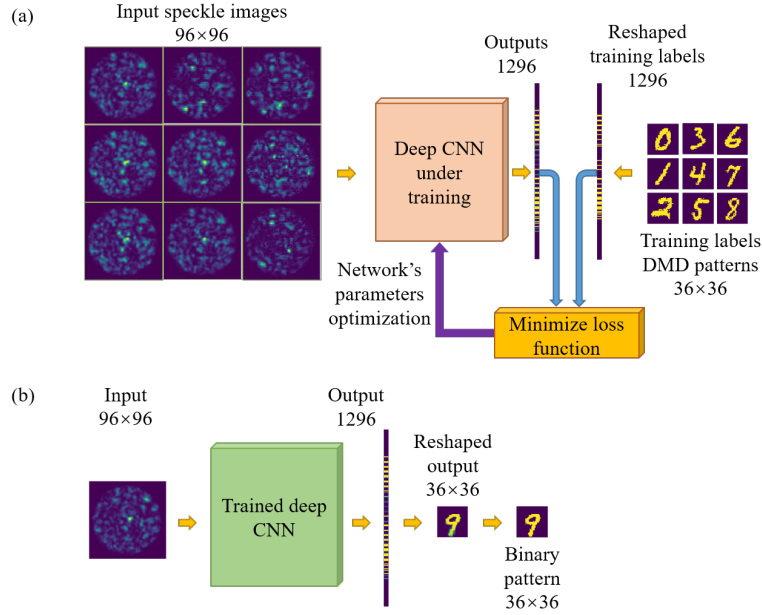 (a)
Input speckle images
96×96
Outputs
1296
Reshaped
training labels
1296
Deep CNN
under
training
0 3 6
1 4 7
2 5 8
Training labels
DMD patterns
36×36
Network's
parameters
optimization
Minimize loss
function
(b)
Input
96×96
Output
1296
Trained deep
CNN
Reshaped
output
36×36
9
9
Binary
pattern
36×36